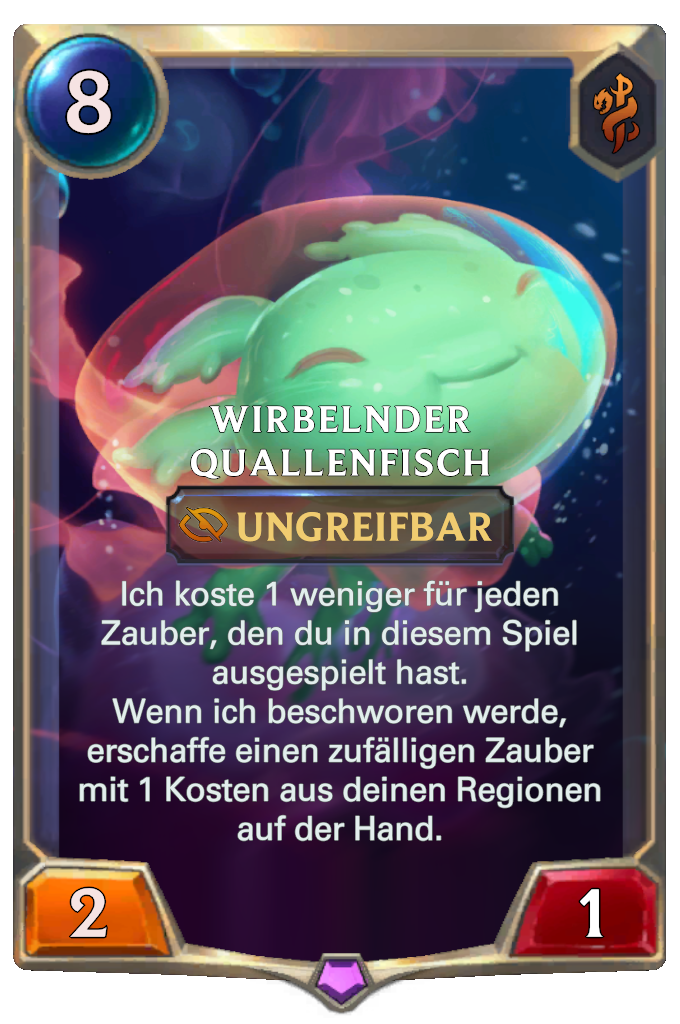 8
WIRBELNDER
QUALLENFISCH
UNGREIFBAR
Ich koste 1 weniger für jeden
Zauber, den du in diesem Spiel
ausgespielt hast.
Wenn ich beschworen werde,
erschaffe einen zufälligen Zauber
mit 1 Kosten aus deinen Regionen
auf der Hand.
2
1